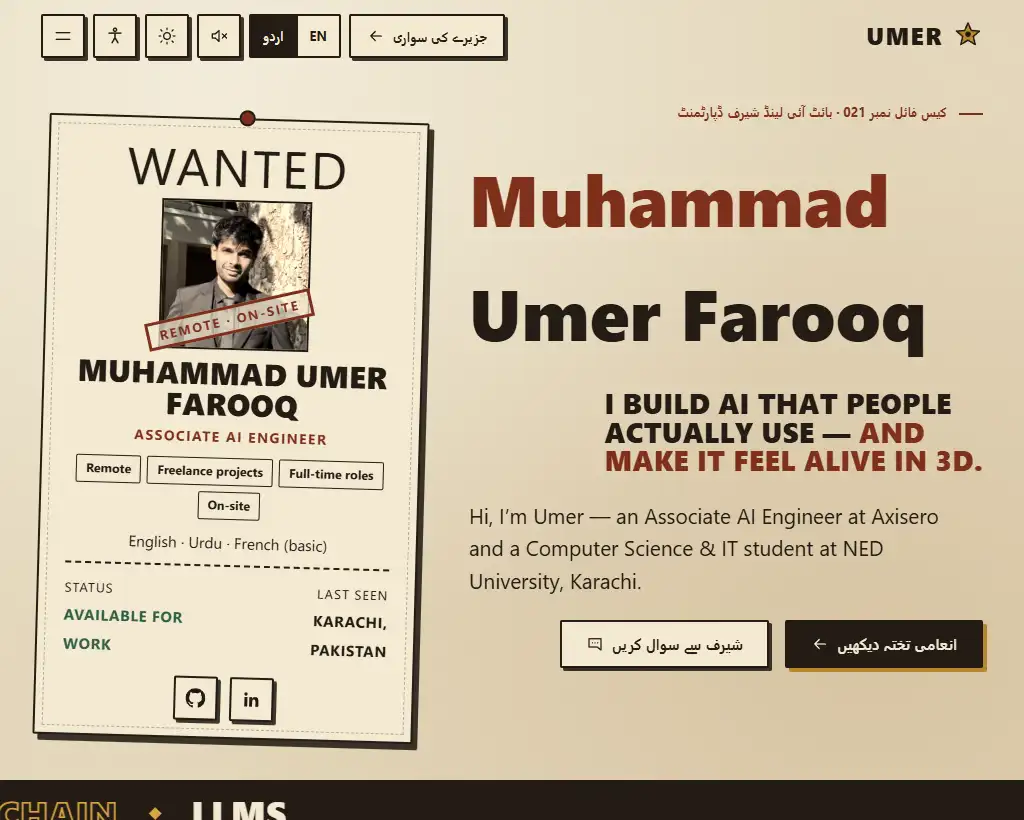 جزیرے کی سواری
EN
اردو
UMER
کیس فائل نمبر 021 · بائٹ آئی لینڈ شیرف ڈپارٹمنٹ
Muhammad
Umer Farooq
I BUILD AI THAT PEOPLE
ACTUALLY USE — AND
MAKE IT FEEL ALIVE IN 3D.
Hi, I’m Umer — an Associate AI Engineer at Axisero
and a Computer Science & IT student at NED
University, Karachi.
انعامی تختہ دیکھیں
شیرف سے سوال کریں
WANTED
REMOTE · ON-SITE
MUHAMMAD UMER
FAROOQ
ASSOCIATE AI ENGINEER
Remote
Freelance projects
Full-time roles
On-site
English · Urdu · French (basic)
STATUS
AVAILABLE FOR
WORK
LAST SEEN
KARACHI,
PAKISTAN
in
CHAIN
LLMS